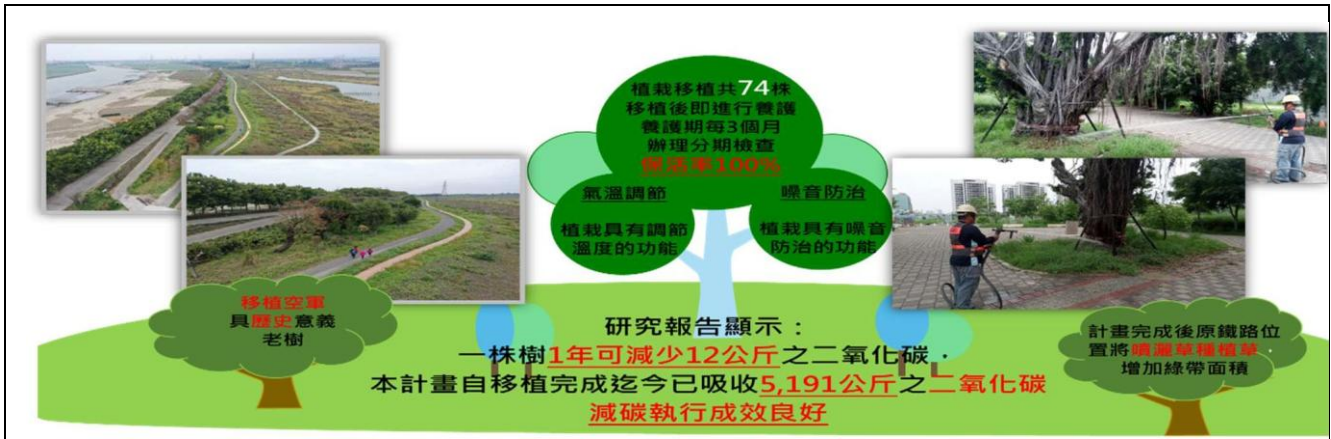 植栽移植共74株
移植後即進行養護
養護期每3個月
辦理分期檢查
保活率100%
氣溫調節
植栽具有調節
溫度的功能
噪音防治
植栽具有噪音
防治的功能
移植空軍
具歷史意義
老樹
研究報告顯示：
一株樹1年可減少12公斤之二氧化碳，
本計畫自移植完成迄今已吸收5,191公斤之二氧化碳
減碳執行成效良好
計畫完成後原鐵路位
置將噴灑草種植草，
增加綠帶面積